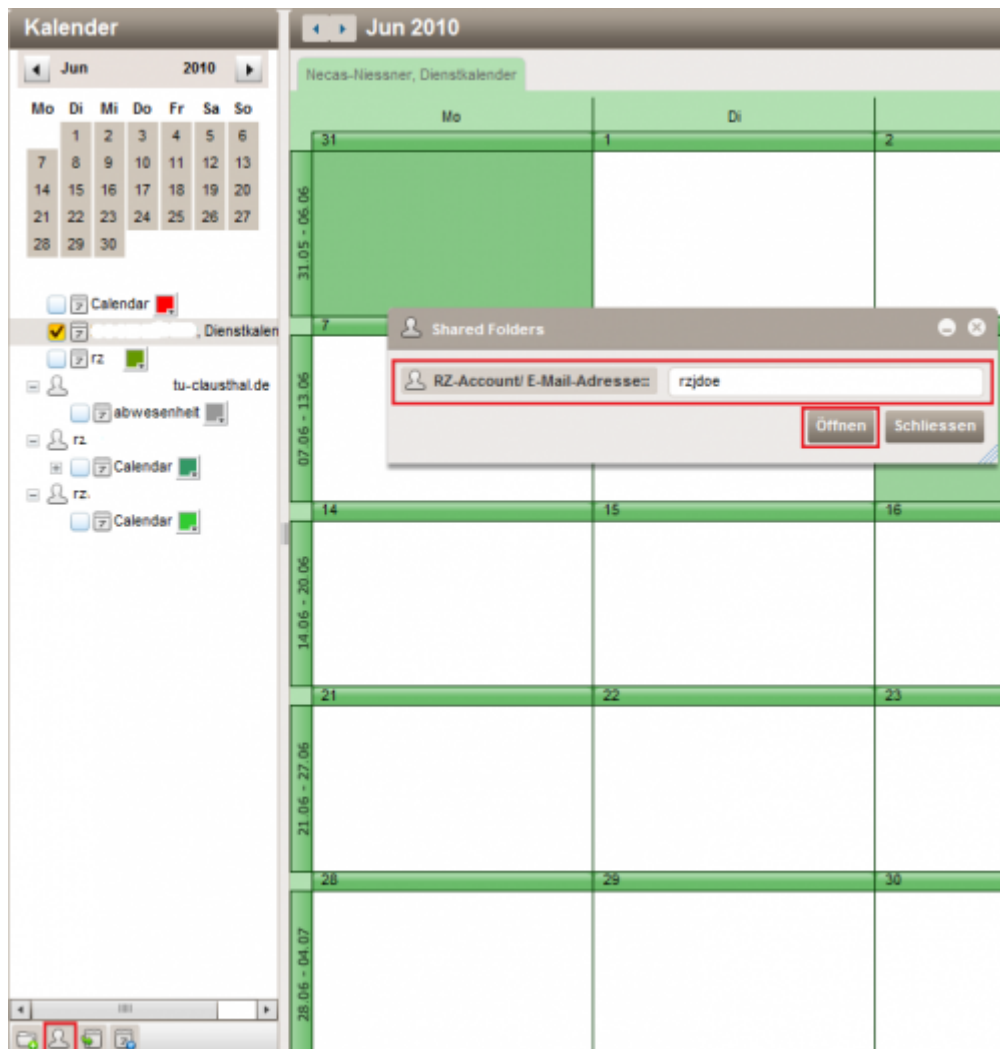 Kalender
Jun 2010
Mo Di Mi Do Fr Sa So
1 2 3 4 5 6
7 8 9 10 11 12 13
14 15 16 17 18 19 20
21 22 23 24 25 26 27
28 29 30
Calendar
, Dienstkalen
rz
tu-clausthal.de
abwesenheit
rz
Calendar
rz.
Calendar
Jun 2010
Necas-Niessner, Dienstkalender
Mo Di
31 1 2
31.05 - 06.06
7
07.06 - 13.06
Shared Folders
RZ-Account/ E-Mail-Adresse::
rzjdoe
Öffnen Schliessen
14 15 16
14.06 - 20.06
21 22 23
21.06 - 27.06
28 29 30
28.06 - 04.07